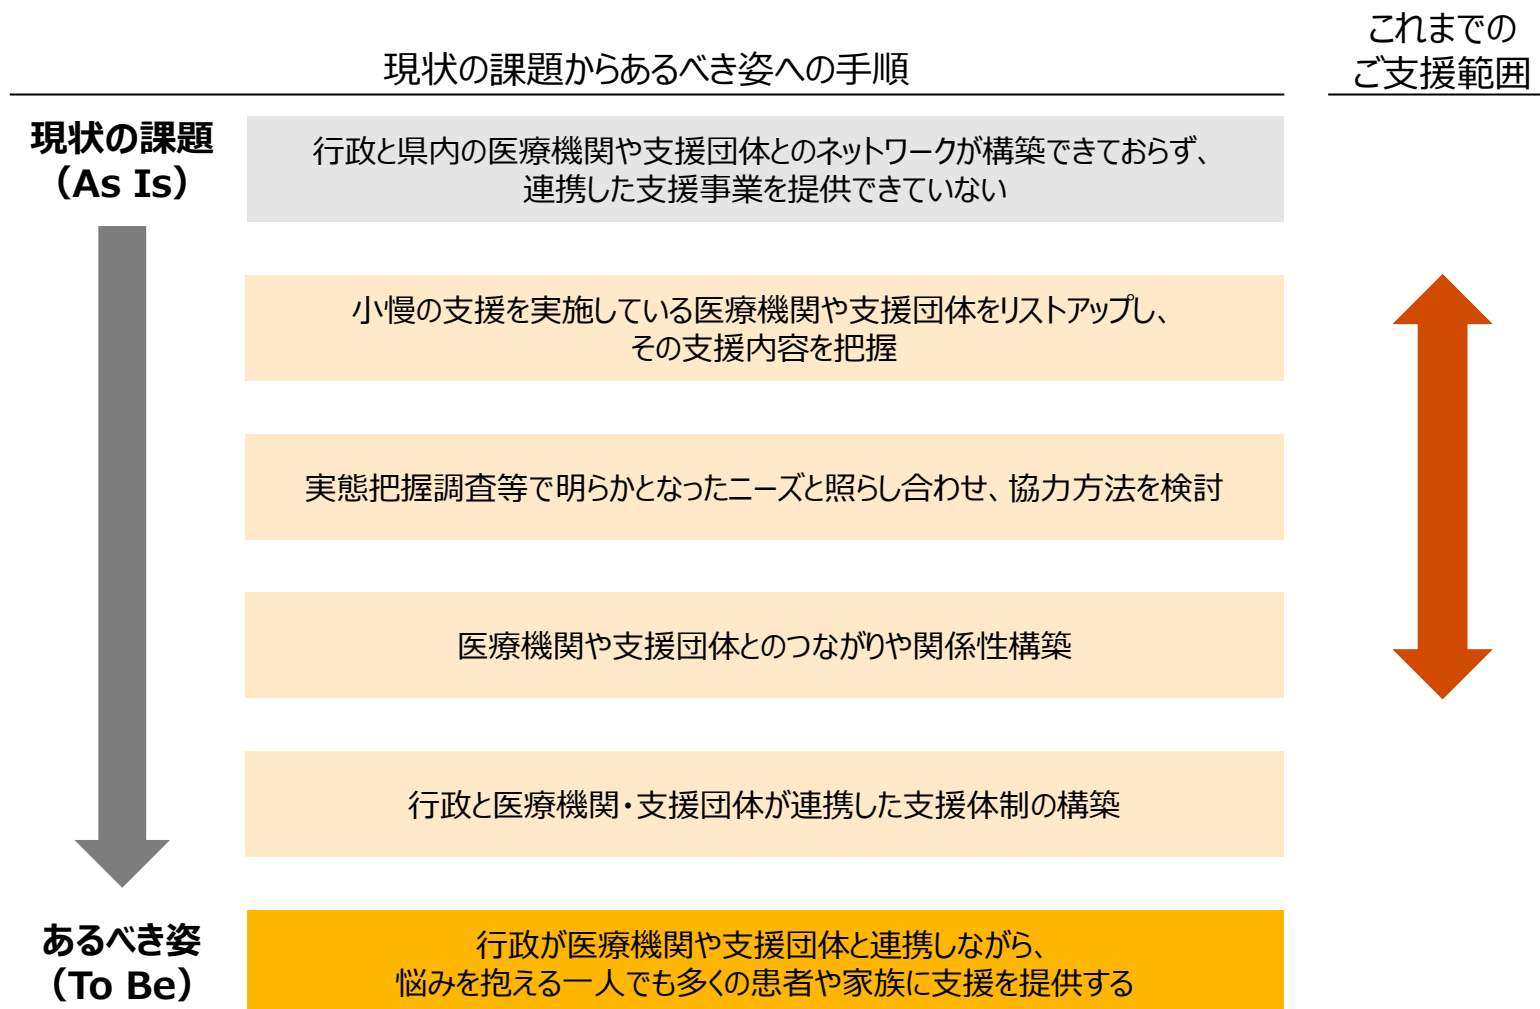 これまでの
ご支援範囲
現状の課題からあるべき姿への手順
現状の課題
（As Is）
行政と県内の医療機関や支援団体とのネットワークが構築できておらず、
連携した支援事業を提供できていない
小慢の支援を実施している医療機関や支援団体をリストアップし、
その支援内容を把握
実態把握調査等で明らかとなったニーズと照らし合わせ、協力方法を検討
医療機関や支援団体とのつながりや関係性構築
行政と医療機関・支援団体が連携した支援体制の構築
あるべき姿
（To Be）
行政が医療機関や支援団体と連携しながら、
悩みを抱える一人でも多くの患者や家族に支援を提供する